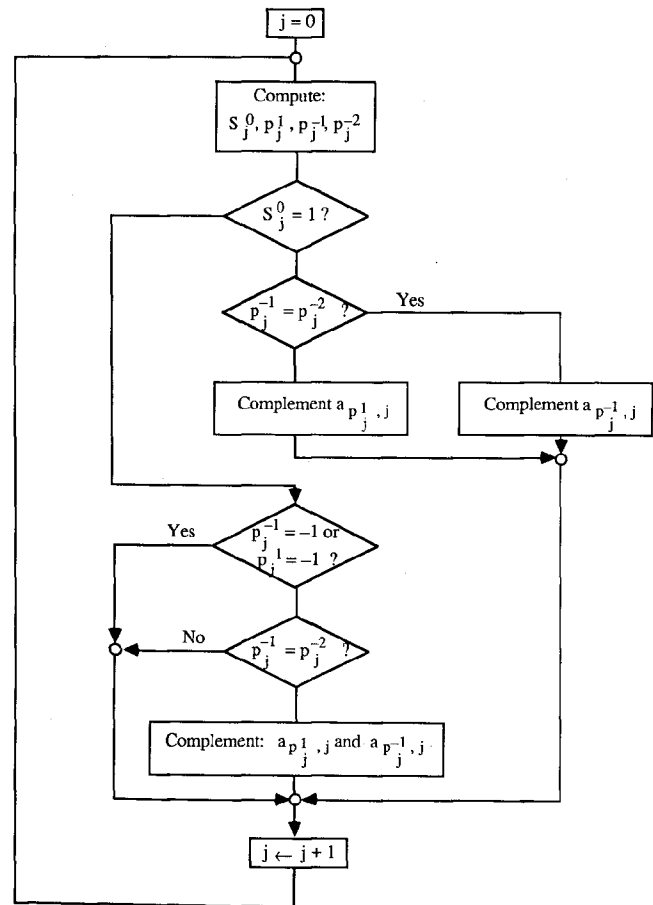 j = 0
Compute:
S_j^0, p_j^1, p_j^{-1}, p_j^{-2}
S_j^0 = 1 ?
p_j^{-1} = p_j^{-2} ?
Yes
Complement a_{p_j^1, j}
Complement a_{p_j^{-1}, j}
Yes
p_j^{-1} = -1 or
p_j^1 = -1 ?
No
p_j^{-1} = p_j^{-2} ?
Complement: a_{p_j^1, j} and a_{p_j^{-1}, j}
j ← j + 1